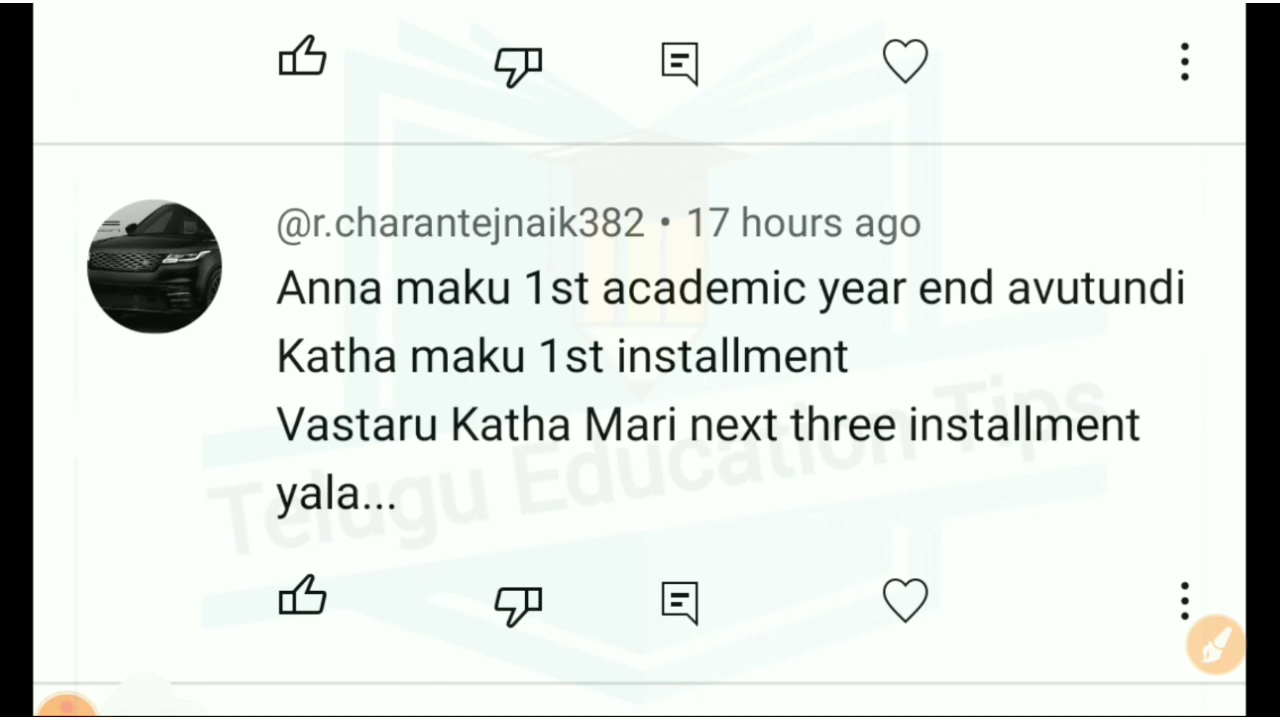 @r.charantejnaik382 • 17 hours ago
Anna maku 1st academic year end avutundi
Katha maku 1st installment
Vastaru Katha Mari next three installment
yala...
Telugu Education Tips